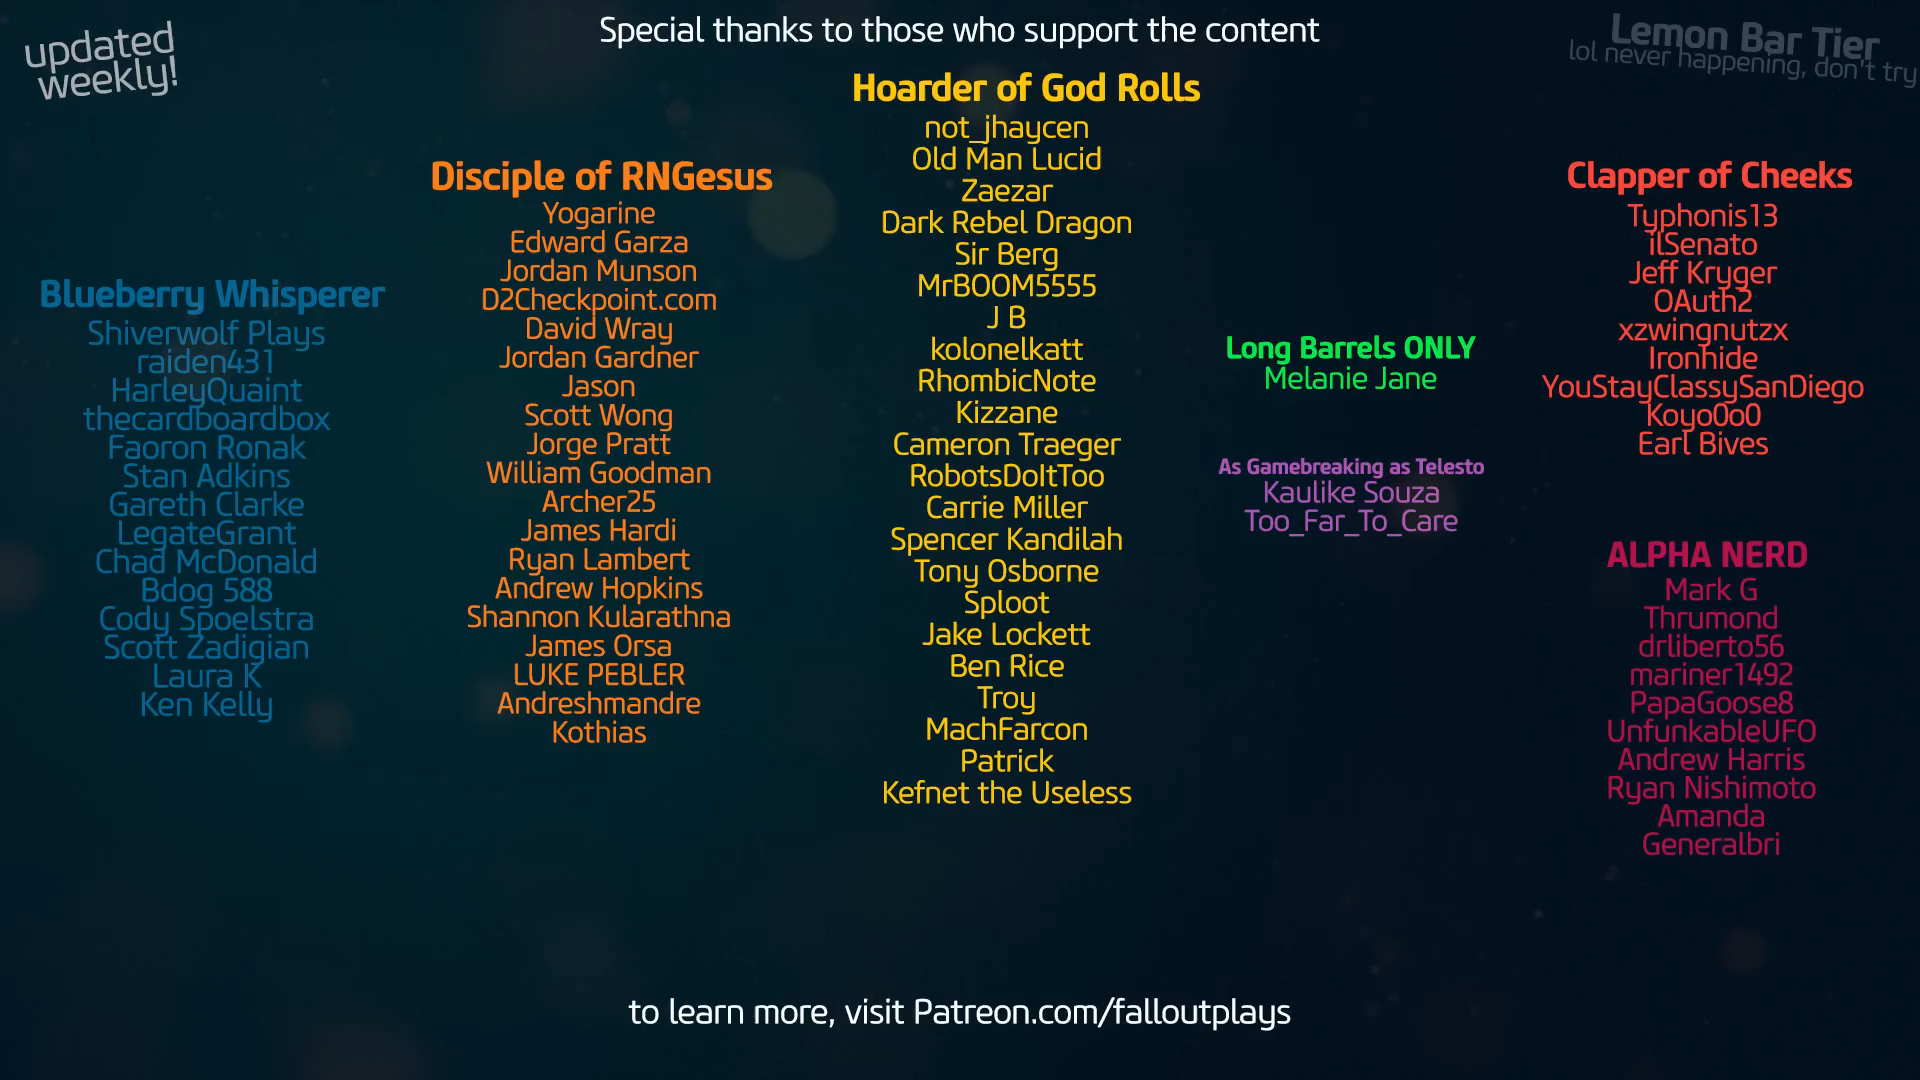 updated
weekly!
Special thanks to those who support the content
Lemon Bar Tier
lol never happening, don't try
Blueberry Whisperer
Shiverwolf Plays
raiden431
HarleyQuaint
thecardboardbox
Faoron Ronak
Stan Adkins
Gareth Clarke
LegateGrant
Chad McDonald
Bdog 588
Cody Spoelstra
Scott Zadigian
Laura K
Ken Kelly
Disciple of RNGesus
Yogarine
Edward Garza
Jordan Munson
D2Checkpoint.com
David Wray
Jordan Gardner
Jason
Scott Wong
Jorge Pratt
William Goodman
Archer25
James Hardi
Ryan Lambert
Andrew Hopkins
Shannon Kularathna
James Orsa
LUKE PEBLER
Andreshmandre
Kothias
Hoarder of God Rolls
not_jhaycen
Old Man Lucid
Zaezar
Dark Rebel Dragon
Sir Berg
MrBOOM5555
J B
kolonelkatt
RhombicNote
Kizzane
Cameron Traeger
RobotsDoItToo
Carrie Miller
Spencer Kandilah
Tony Osborne
Sploot
Jake Lockett
Ben Rice
Troy
MachFarcon
Patrick
Kefnet the Useless
Long Barrels ONLY
Melanie Jane
As Gamebreaking as Telesto
Kaulike Souza
Too_Far_To_Care
Clapper of Cheeks
Typhonis13
ilSenato
Jeff Kryger
OAuth2
xzwingnutzx
Ironhide
YouStayClassySanDiego
Koyo0o0
Earl Bives
ALPHA NERD
Mark G
Thrumond
drliberto56
mariner1492
PapaGoose8
UnfunkableUFO
Andrew Harris
Ryan Nishimoto
Amanda
Generalbri
to learn more, visit Patreon.com/falloutplays